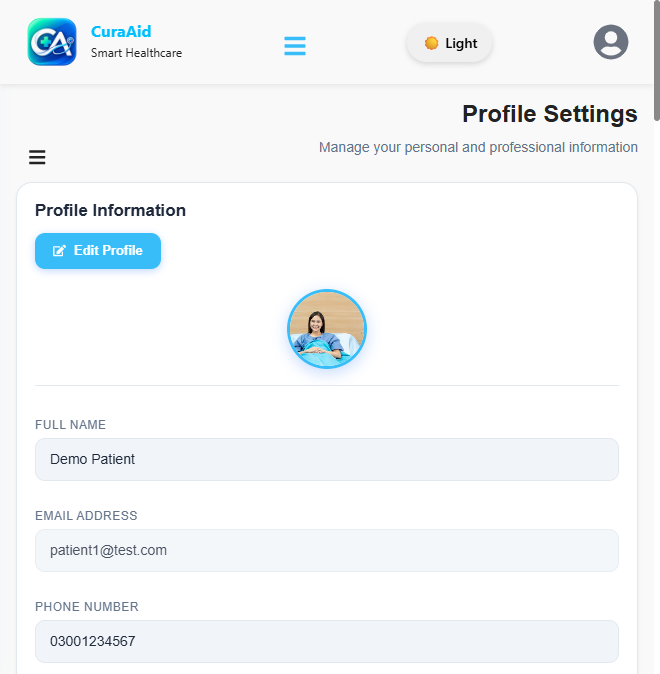 CuraAid
Smart Healthcare
Light
Profile Settings
Manage your personal and professional information
Profile Information
Edit Profile
FULL NAME
Demo Patient
EMAIL ADDRESS
patient1@test.com
PHONE NUMBER
03001234567